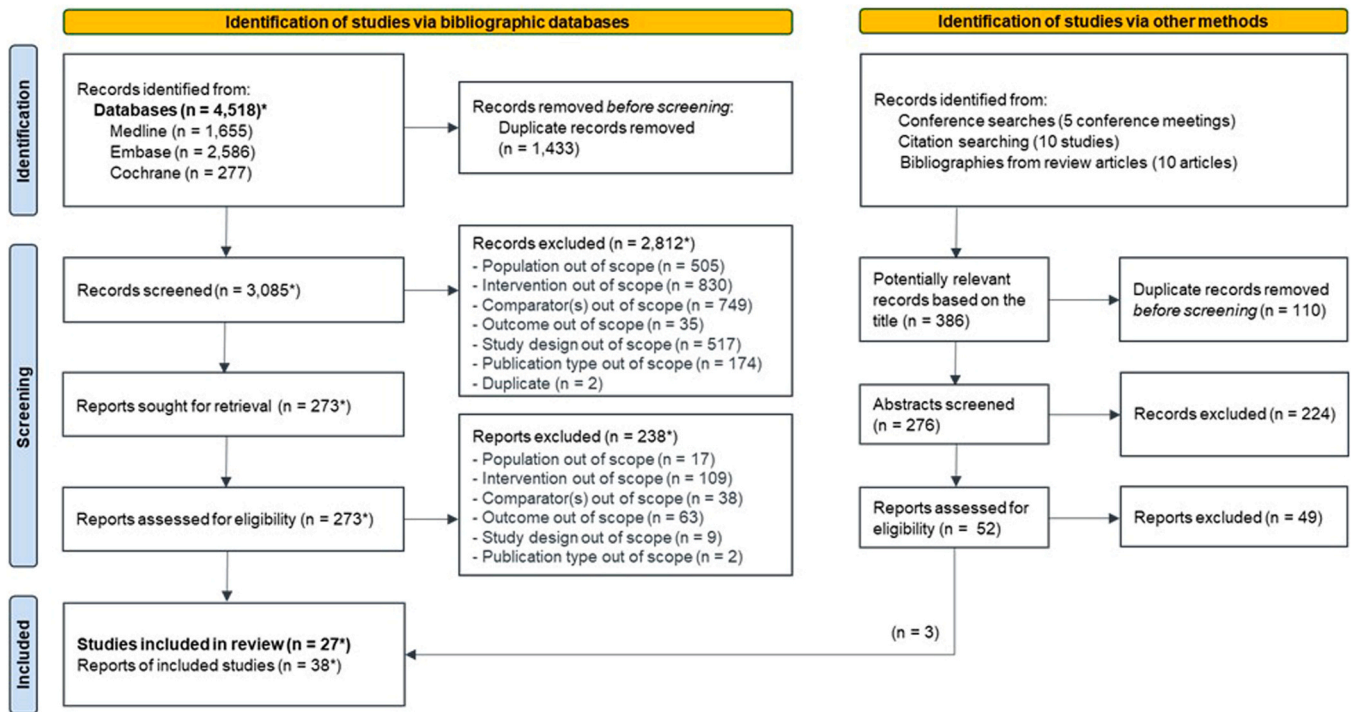 Identification of studies via bibliographic databases
Identification of studies via other methods
Identification
Records identified from:
Databases (n = 4,518)*
Medline (n = 1,655)
Embase (n = 2,586)
Cochrane (n = 277)
Records removed before screening:
Duplicate records removed
(n = 1,433)
Records identified from:
Conference searches (5 conference meetings)
Citation searching (10 studies)
Bibliographies from review articles (10 articles)
Screening
Records screened (n = 3,085*)
Records excluded (n = 2,812*)
- Population out of scope (n = 505)
- Intervention out of scope (n = 830)
- Comparator(s) out of scope (n = 749)
- Outcome out of scope (n = 35)
- Study design out of scope (n = 517)
- Publication type out of scope (n = 174)
- Duplicate (n = 2)
Potentially relevant
records based on the
title (n = 386)
Duplicate records removed
before screening (n = 110)
Reports sought for retrieval (n = 273*)
Abstracts screened
(n = 276)
Records excluded (n = 224)
Reports assessed for eligibility (n = 273*)
Reports excluded (n = 238*)
- Population out of scope (n = 17)
- Intervention out of scope (n = 109)
- Comparator(s) out of scope (n = 38)
- Outcome out of scope (n = 63)
- Study design out of scope (n = 9)
- Publication type out of scope (n = 2)
Reports assessed for
eligibility (n = 52)
Reports excluded (n = 49)
Included
Studies included in review (n = 27*)
Reports of included studies (n = 38*)
(n = 3)